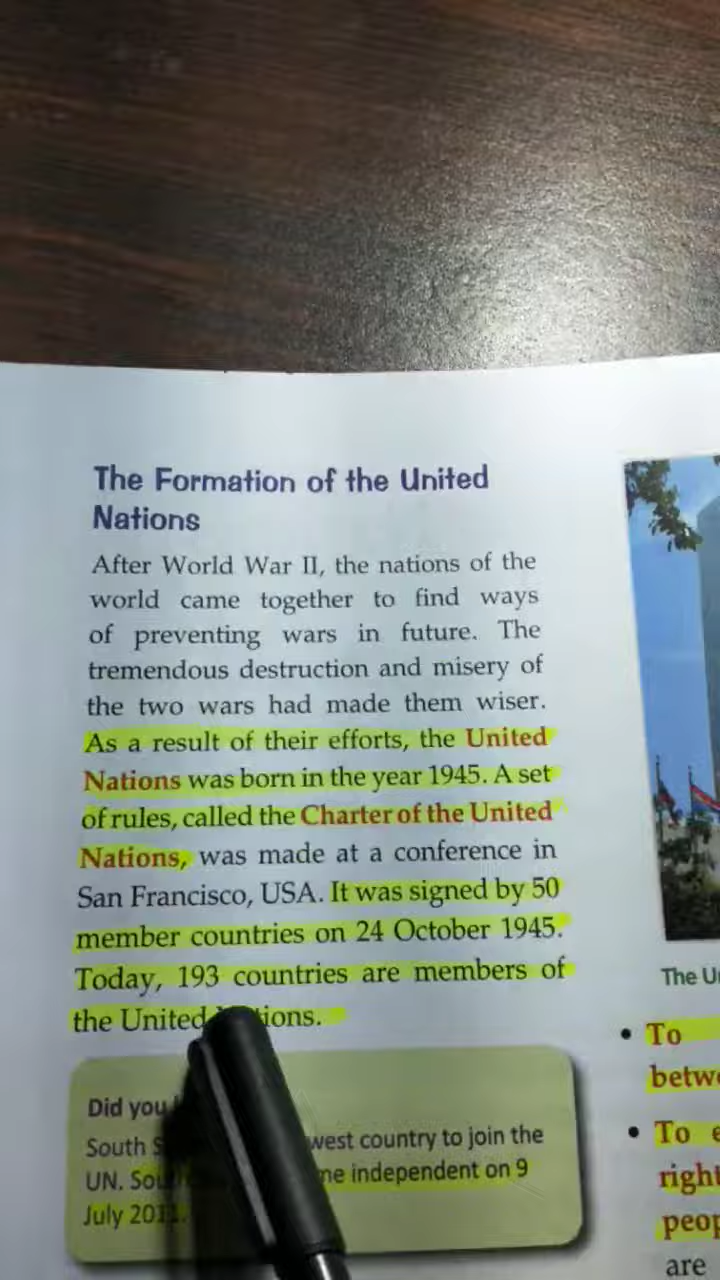 The Formation of the United
Nations
After World War II, the nations of the
world came together to find ways
of preventing wars in future. The
tremendous destruction and misery of
the two wars had made them wiser.
As a result of their efforts, the United
Nations was born in the year 1945. A set
of rules, called the Charter of the United
Nations, was made at a conference in
San Francisco, USA. It was signed by 50
member countries on 24 October 1945.
Today, 193 countries are members of
the United
Did you
South country to join the
UN. independent on 9
July
The
• To
• To
are